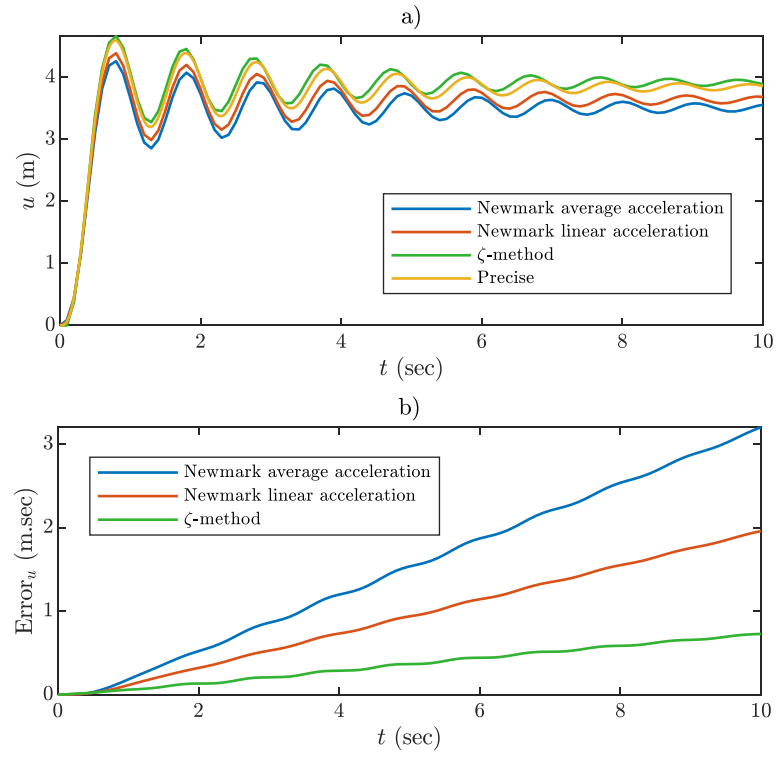 a)
4
3
2
1
0
u (m)
Newmark average acceleration
Newmark linear acceleration
ζ-method
Precise
0 2 4 6 8 10
t (sec)
b)
3
2
1
0
Error_u (m.sec)
Newmark average acceleration
Newmark linear acceleration
ζ-method
0 2 4 6 8 10
t (sec)